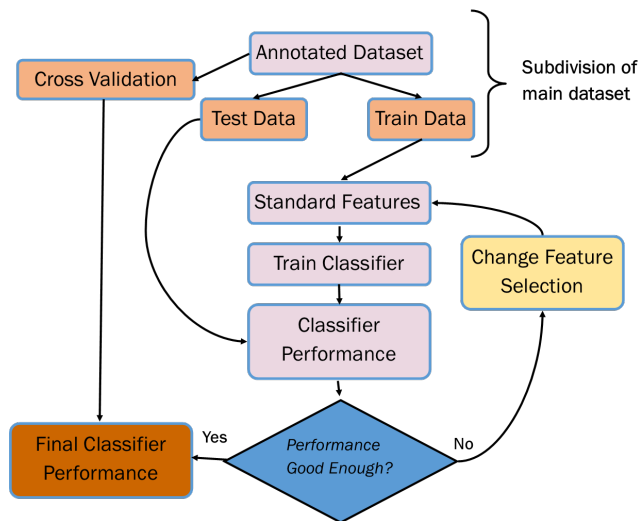 Annotated Dataset
Cross Validation
Subdivision of
main dataset
Test Data
Train Data
Standard Features
Train Classifier
Change Feature
Selection
Classifier
Performance
Yes
Performance
Good Enough?
No
Final Classifier
Performance